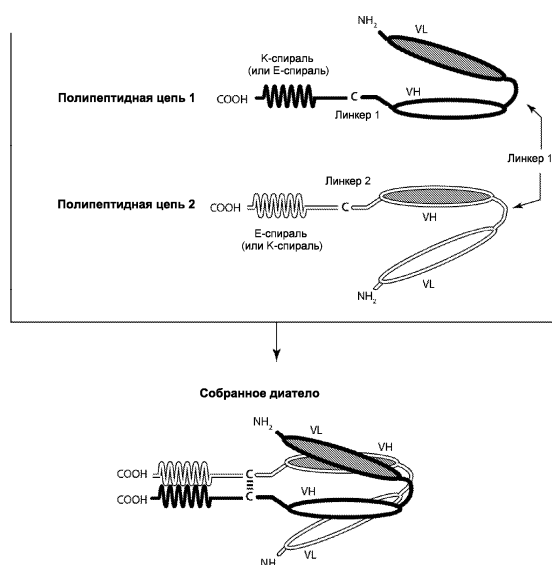 NH2
VL
К-спираль
(или Е-спираль)
Полипептидная цепь 1
COOH
C
VH
Линкер 1
Линкер 1
Линкер 2
Полипептидная цепь 2
COOH
C
VH
Е-спираль
(или К-спираль)
NH2
VL
Собранное диатело
NH2
VL
VH
COOH
C
VH
COOH
C
VL
NH